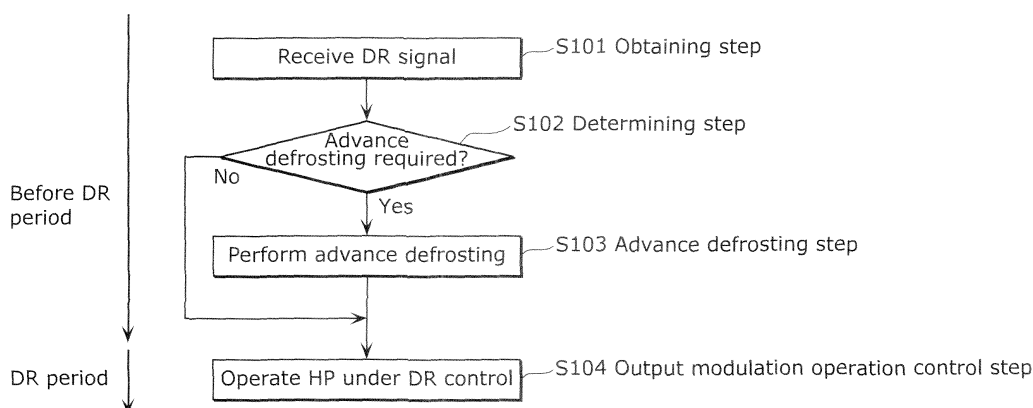 Receive DR signal
S101 Obtaining step
S102 Determining step
Advance
defrosting required?
No
Yes
Before DR
period
Perform advance defrosting
S103 Advance defrosting step
DR period
Operate HP under DR control
S104 Output modulation operation control step